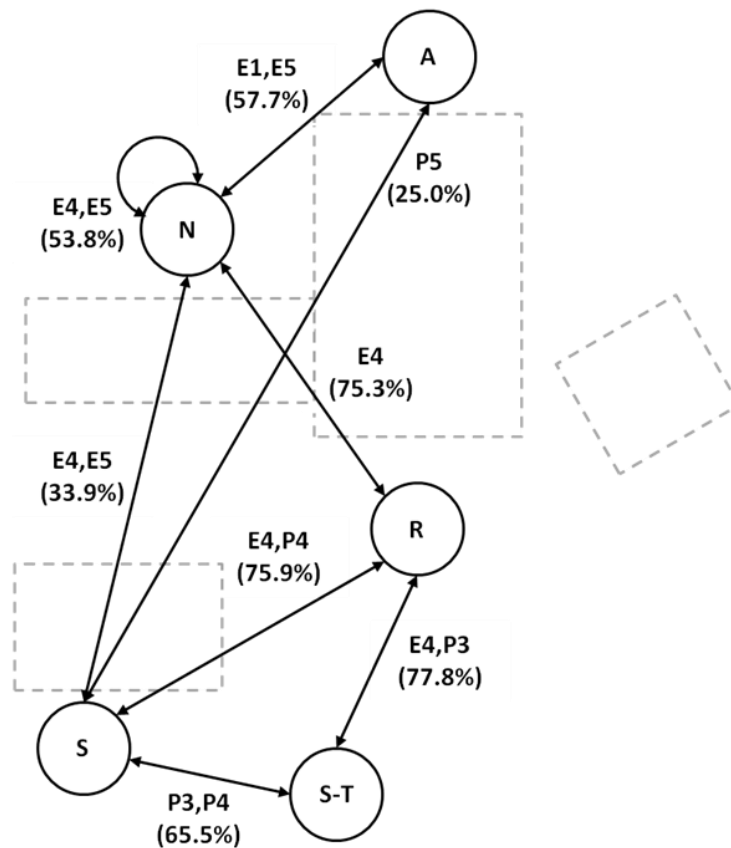 A
E1,E5
(57.7%)
P5
(25.0%)
E4,E5
(53.8%)
N
E4
(75.3%)
E4,E5
(33.9%)
R
E4,P4
(75.9%)
E4,P3
(77.8%)
S
S-T
P3,P4
(65.5%)